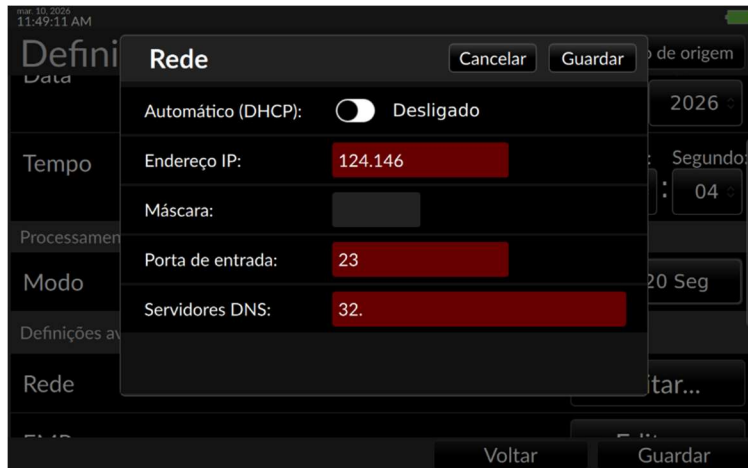 mar. 10, 2026
11:49:11 AM
Defini
de origem
Rede
Cancelar
Guardar
Data
2026
Automático (DHCP):
Desligado
Tempo
Segundo:
: 04
Endereço IP:
124.146
Máscara:
Processamen
Porta de entrada:
23
Modo
20 Seg
Servidores DNS:
32.
Definições av
Rede
itar...
Voltar
Guardar